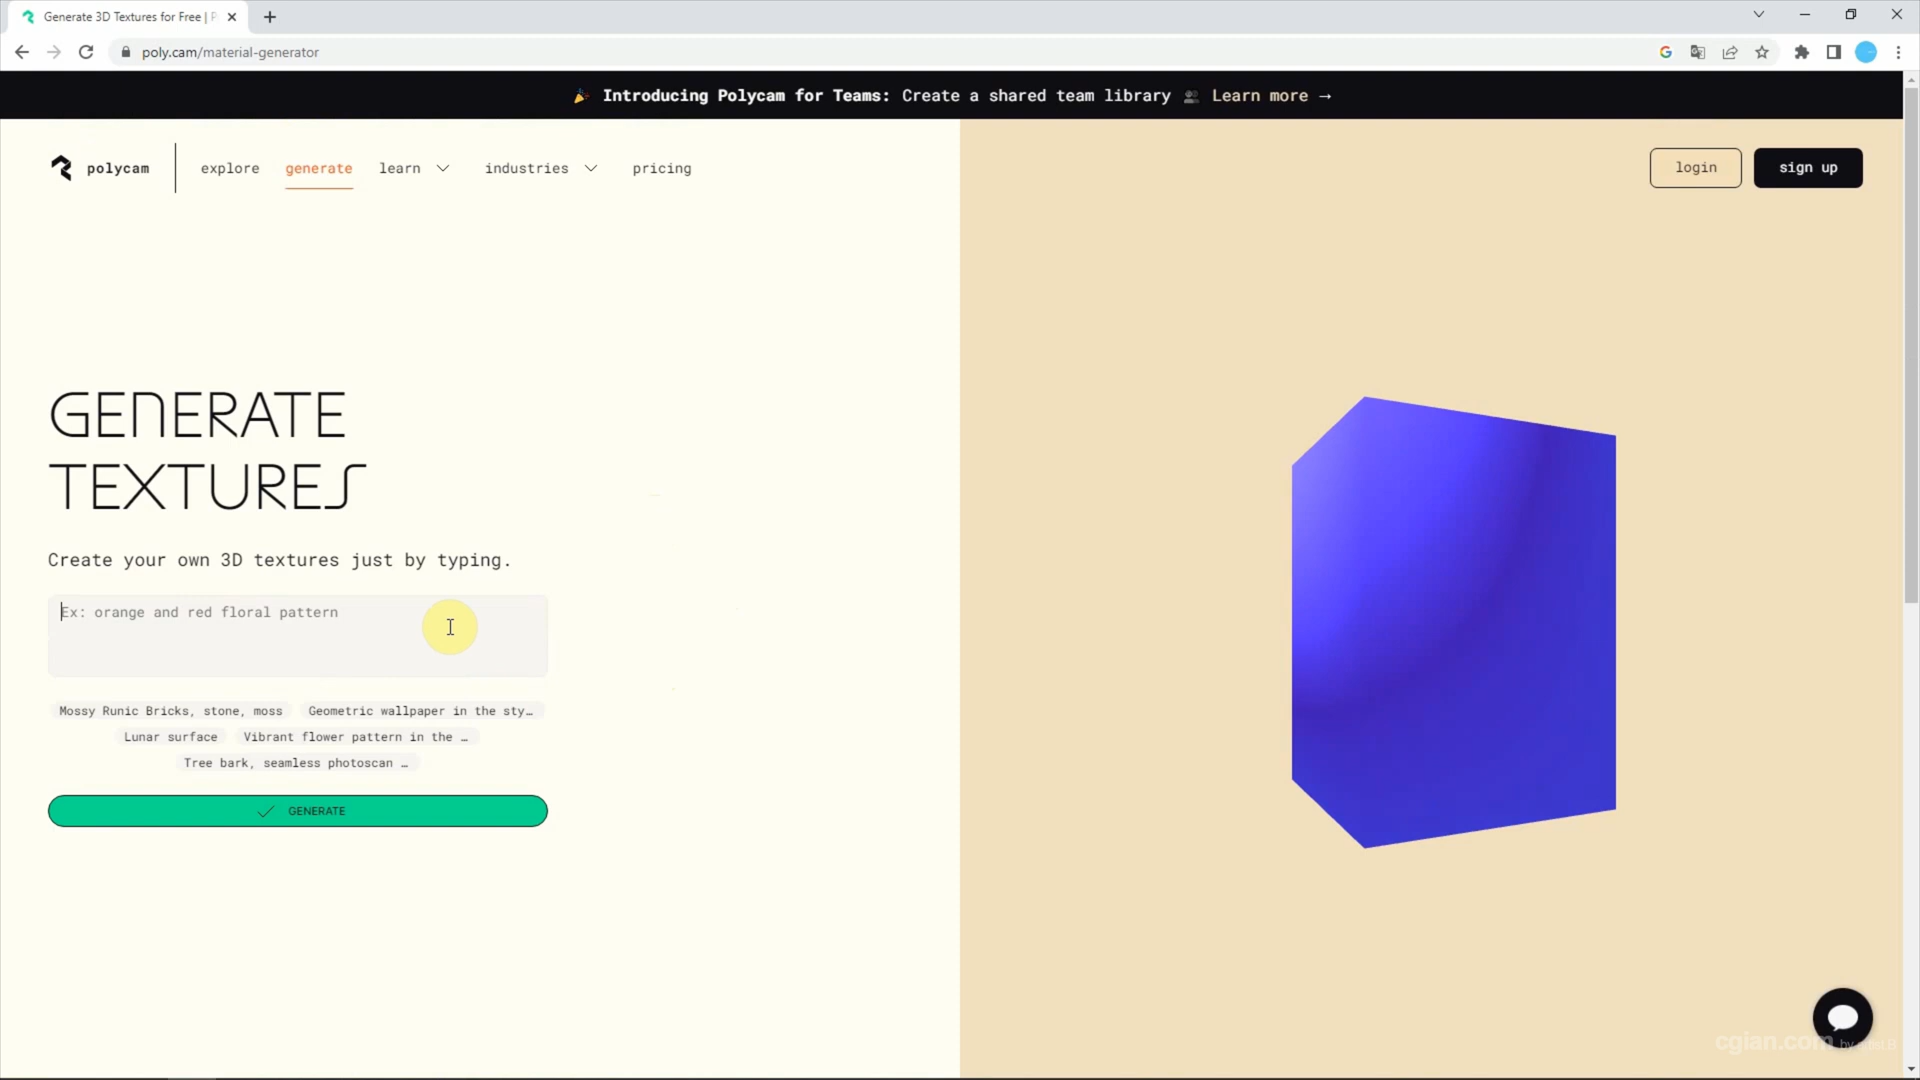 Generate 3D Textures for Free | P
poly.cam/material-generator
Introducing Polycam for Teams: Create a shared team library Learn more →
polycam
explore
generate
learn
industries
pricing
login
sign up
GENERATE
TEXTURES
Create your own 3D textures just by typing.
Ex: orange and red floral pattern
Mossy Runic Bricks, stone, moss
Geometric wallpaper in the sty…
Lunar surface
Vibrant flower pattern in the …
Tree bark, seamless photoscan …
GENERATE
cgian.com